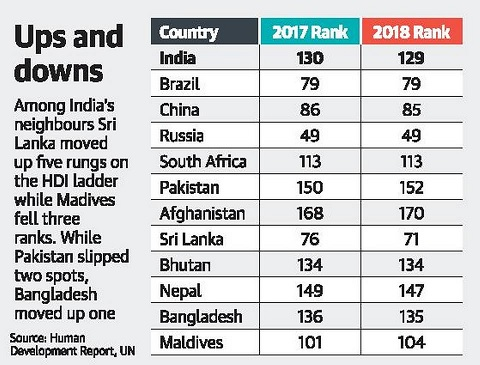 Ups and
downs
Among India's
neighbours Sri
Lanka moved
up five rungs on
the HDI ladder
while Madives
fell three
ranks. While
Pakistan slipped
two spots,
Bangladesh
moved up one
Source: Human
Development Report, UN
Country 2017 Rank 2018 Rank
India 130 129
Brazil 79 79
China 86 85
Russia 49 49
South Africa 113 113
Pakistan 150 152
Afghanistan 168 170
Sri Lanka 76 71
Bhutan 134 134
Nepal 149 147
Bangladesh 136 135
Maldives 101 104